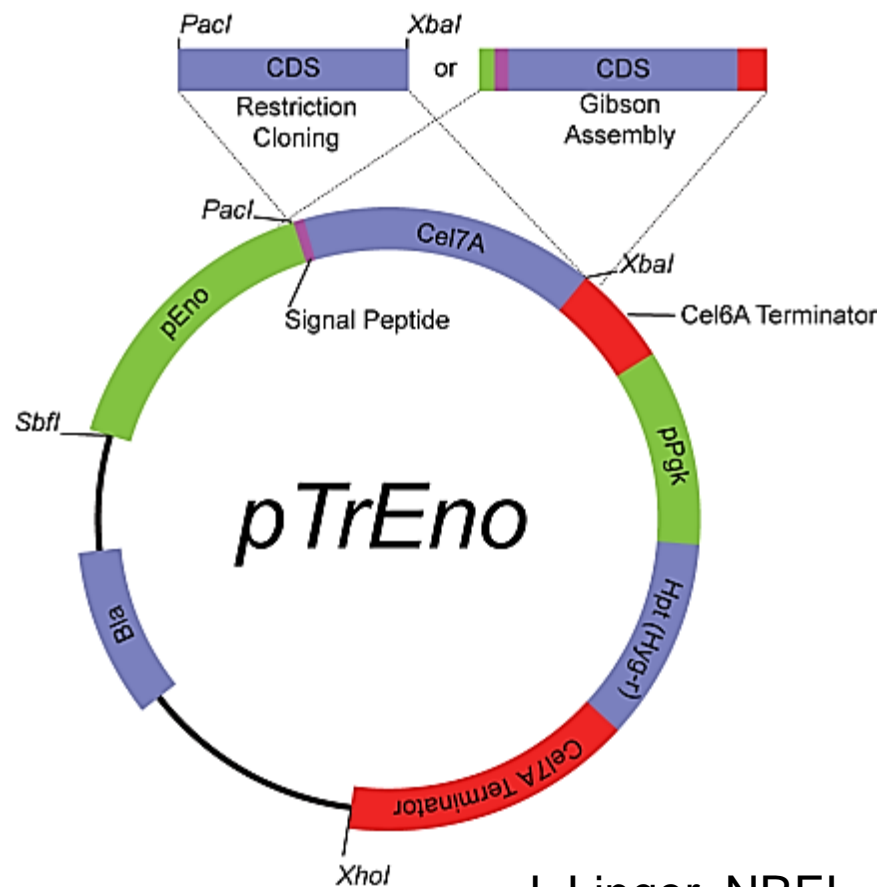 PacI
XbaI
CDS
or
CDS
Restriction
Cloning
Gibson
Assembly
PacI
Cel7A
XbaI
pEno
Signal Peptide
Cel6A Terminator
SbfI
pPgk
pTrEno
Bla
Hpt (Hyg-r)
Cel7A Terminator
XhoI